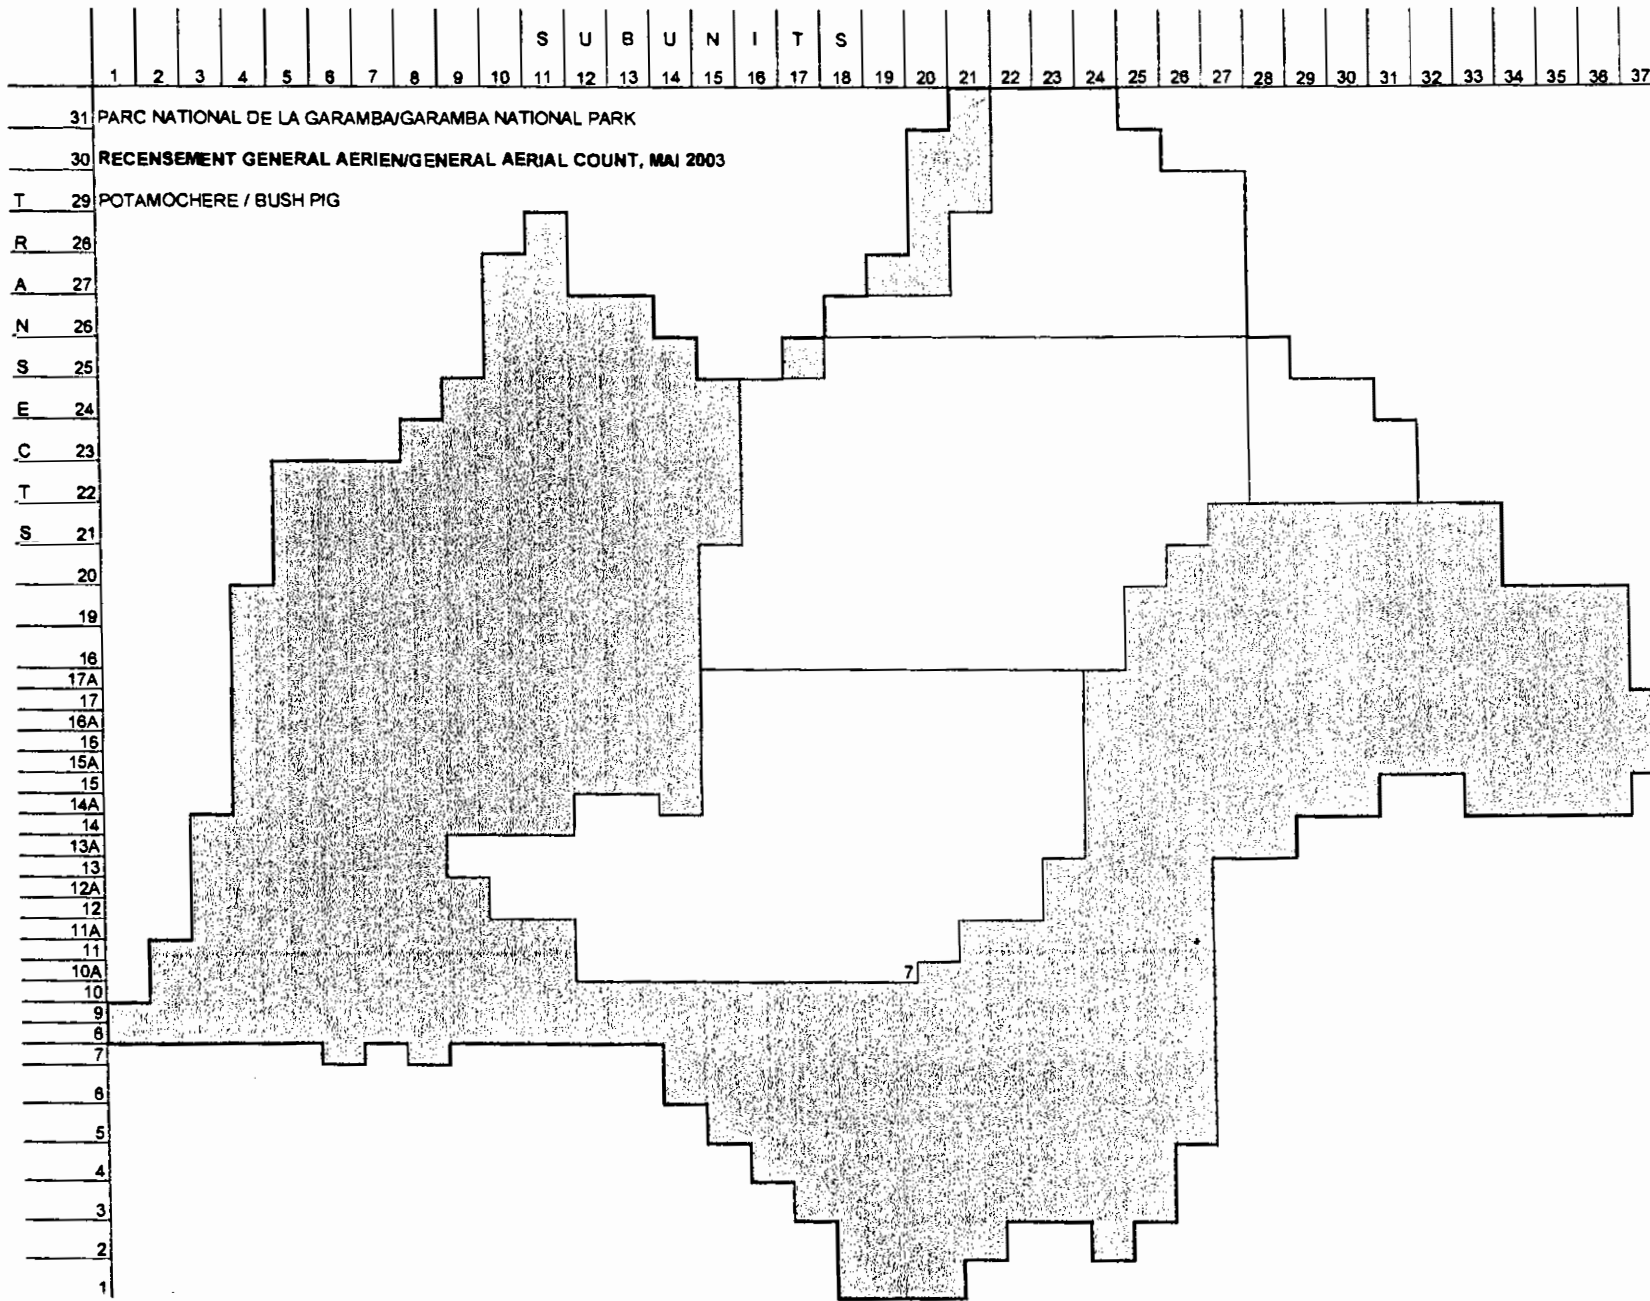 S U B U N I T S
1 2 3 4 5 6 7 8 9 10 11 12 13 14 15 16 17 18 19 20 21 22 23 24 25 26 27 28 29 30 31 32 33 34 35 36 37
31 PARC NATIONAL DE LA GARAMBA/GARAMBA NATIONAL PARK
30 RECENSEMENT GENERAL AERIEN/GENERAL AERIAL COUNT, MAI 2003
T 29 POTAMOCHERE / BUSH PIG
R 28
A 27
N 26
S 25
E 24
C 23
T 22
S 21
20
19
16
17A
17
16A
16
15A
15
14A
14
13A
13
12A
12
11A
11
10A 7
10
9
8
7
6
5
4
3
2
1